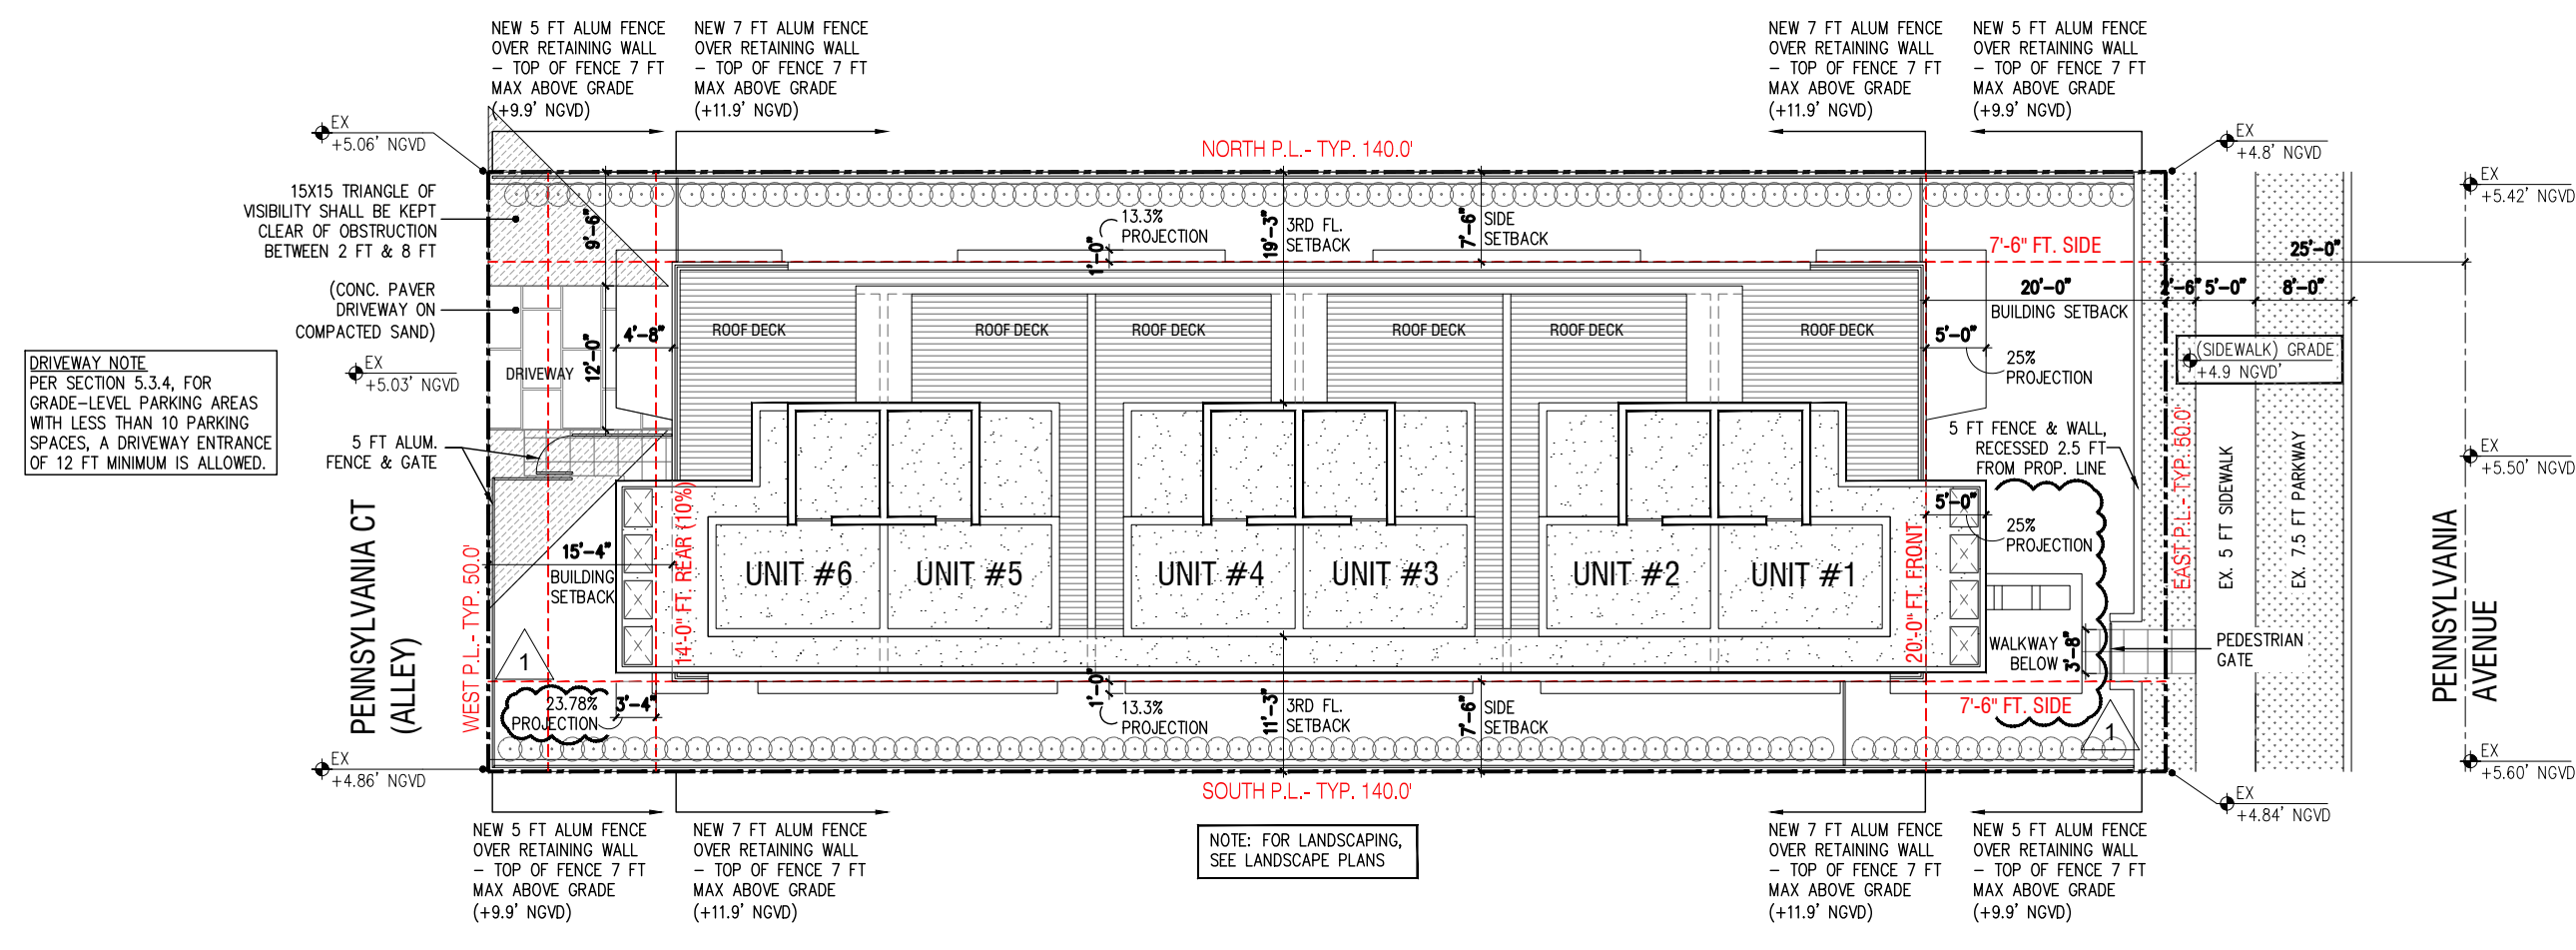 NEW 5 FT ALUM FENCE
OVER RETAINING WALL
– TOP OF FENCE 7 FT
MAX ABOVE GRADE
(+9.9' NGVD)
NEW 7 FT ALUM FENCE
OVER RETAINING WALL
– TOP OF FENCE 7 FT
MAX ABOVE GRADE
(+11.9' NGVD)
NEW 7 FT ALUM FENCE
OVER RETAINING WALL
– TOP OF FENCE 7 FT
MAX ABOVE GRADE
(+11.9' NGVD)
NEW 5 FT ALUM FENCE
OVER RETAINING WALL
– TOP OF FENCE 7 FT
MAX ABOVE GRADE
(+9.9' NGVD)
EX
+5.06' NGVD
NORTH P.L.- TYP. 140.0'
EX
+4.8' NGVD
EX
+5.42' NGVD
15X15 TRIANGLE OF
VISIBILITY SHALL BE KEPT
CLEAR OF OBSTRUCTION
BETWEEN 2 FT & 8 FT
9'-6"
1'-0"
13.3%
PROJECTION
19'-3"
3RD FL.
SETBACK
7'-6"
SIDE
SETBACK
7'-6" FT. SIDE
25'-0"
(CONC. PAVER
DRIVEWAY ON
COMPACTED SAND)
20'-0"
BUILDING SETBACK
2'-6"
5'-0"
8'-0"
4'-8"
ROOF DECK
ROOF DECK
ROOF DECK
ROOF DECK
ROOF DECK
ROOF DECK
5'-0"
25%
PROJECTION
(SIDEWALK) GRADE
+4.9 NGVD'
DRIVEWAY NOTE
PER SECTION 5.3.4, FOR
GRADE–LEVEL PARKING AREAS
WITH LESS THAN 10 PARKING
SPACES, A DRIVEWAY ENTRANCE
OF 12 FT MINIMUM IS ALLOWED.
EX
+5.03' NGVD
DRIVEWAY
12'-0"
5 FT ALUM.
FENCE & GATE
5 FT FENCE & WALL,
RECESSED 2.5 FT
FROM PROP. LINE
EX
+5.50' NGVD
PENNSYLVANIA CT
(ALLEY)
WEST P.L.- TYP. 50.0'
15'-4"
BUILDING
SETBACK
14'-0" FT. REAR (10%)
UNIT #6
UNIT #5
UNIT #4
UNIT #3
UNIT #2
UNIT #1
20'-0" FT. FRONT
5'-0"
25%
PROJECTION
EAST P.L.- TYP. 50.0'
EX. 5 FT SIDEWALK
EX. 7.5 FT PARKWAY
PENNSYLVANIA
AVENUE
WALKWAY
BELOW
3'-8"
PEDESTRIAN
GATE
1
23.78%
PROJECTION
3'-4"
1'-0"
13.3%
PROJECTION
11'-3"
3RD FL.
SETBACK
7'-6"
SIDE
SETBACK
7'-6" FT. SIDE
1
EX
+4.86' NGVD
SOUTH P.L.- TYP. 140.0'
EX
+5.60' NGVD
EX
+4.84' NGVD
NEW 5 FT ALUM FENCE
OVER RETAINING WALL
– TOP OF FENCE 7 FT
MAX ABOVE GRADE
(+9.9' NGVD)
NEW 7 FT ALUM FENCE
OVER RETAINING WALL
– TOP OF FENCE 7 FT
MAX ABOVE GRADE
(+11.9' NGVD)
NOTE: FOR LANDSCAPING,
SEE LANDSCAPE PLANS
NEW 7 FT ALUM FENCE
OVER RETAINING WALL
– TOP OF FENCE 7 FT
MAX ABOVE GRADE
(+11.9' NGVD)
NEW 5 FT ALUM FENCE
OVER RETAINING WALL
– TOP OF FENCE 7 FT
MAX ABOVE GRADE
(+9.9' NGVD)